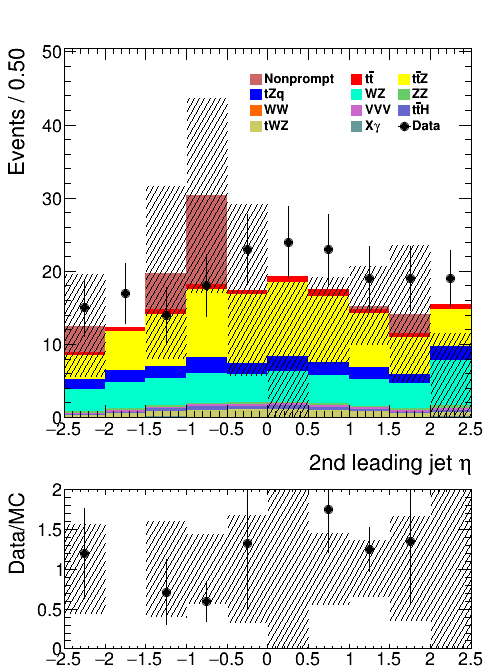 Events / 0.50
50
40
30
20
10
0
Nonprompt tt̄ tt̄Z
tZq WZ ZZ
WW VVV tt̄H
tWZ Xγ Data
−2.5 −2 −1.5 −1 −0.5 0 0.5 1 1.5 2 2.5
2nd leading jet η
Data/MC
2
1.5
1
0.5
0
−2.5 −2 −1.5 −1 −0.5 0 0.5 1 1.5 2 2.5